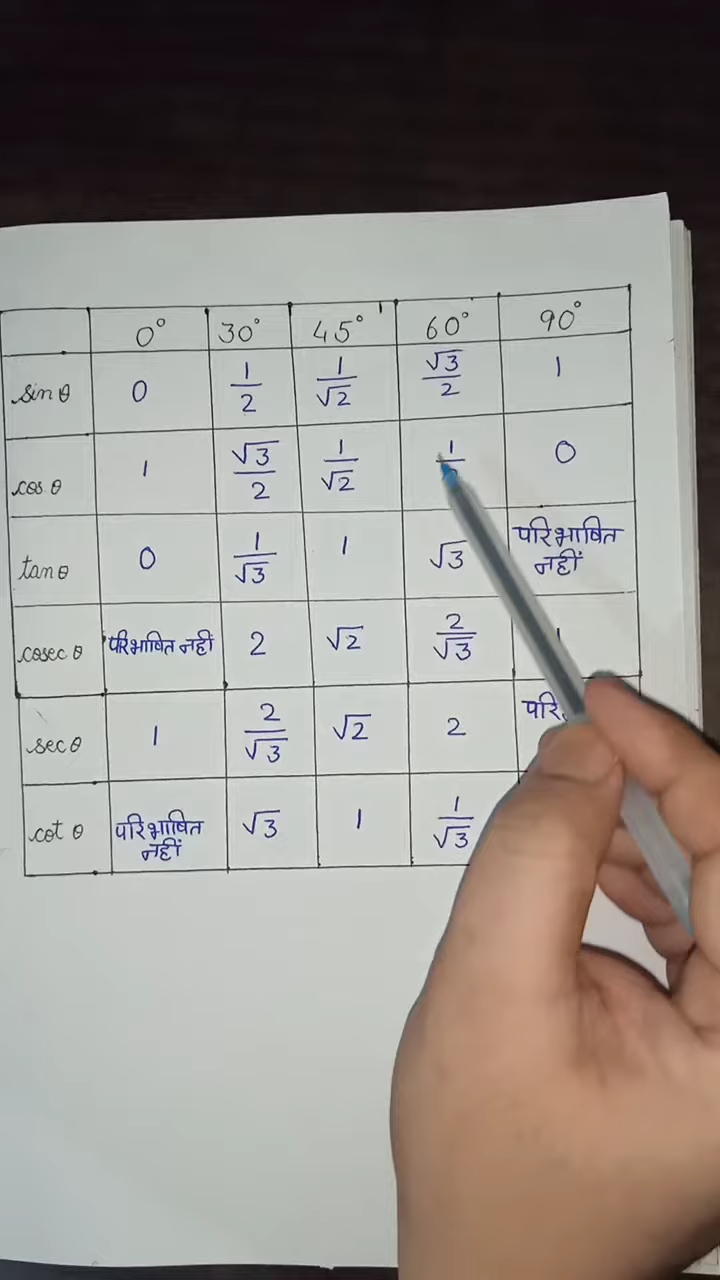 0° 30° 45° 60° 90°
sin θ 0 1/2 1/√2 √3/2 1
cos θ 1 √3/2 1/√2 1/ 0
tan θ 0 1/√3 1 √3 परिभाषित नहीं
cosec θ परिभाषित नहीं 2 √2 2/√3
sec θ 1 2/√3 √2 2
cot θ परिभाषित नहीं √3 1 1/√3